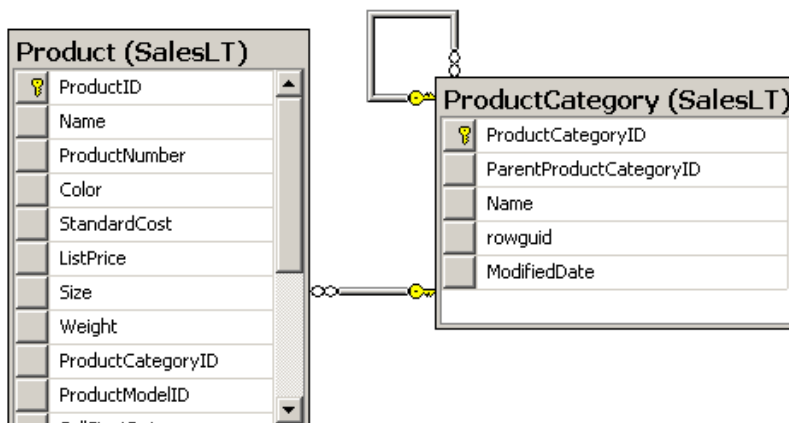 Product (SalesLT)
ProductID
Name
ProductNumber
Color
StandardCost
ListPrice
Size
Weight
ProductCategoryID
ProductModelID
ProductCategory (SalesLT)
ProductCategoryID
ParentProductCategoryID
Name
rowguid
ModifiedDate